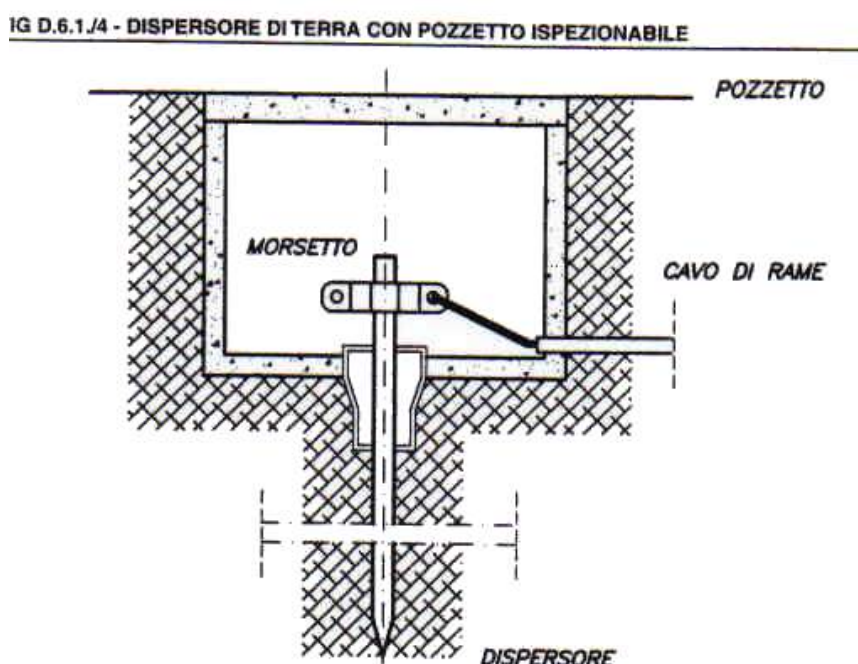 IG D.6.1./4 - DISPERSORE DI TERRA CON POZZETTO ISPEZIONABILE
POZZETTO
MORSETTO
CAVO DI RAME
DISPERSORE